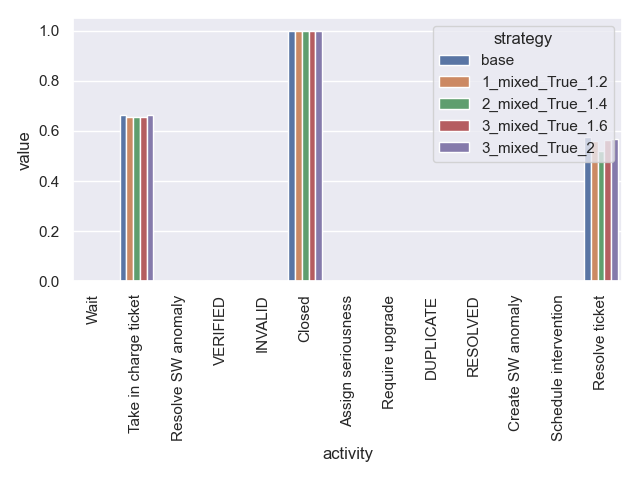 strategy
base
1_mixed_True_1.2
2_mixed_True_1.4
3_mixed_True_1.6
3_mixed_True_2
value
1.0
0.8
0.6
0.4
0.2
0.0
Wait
Take in charge ticket
Resolve SW anomaly
VERIFIED
INVALID
Closed
Assign seriousness
Require upgrade
DUPLICATE
RESOLVED
Create SW anomaly
Schedule intervention
Resolve ticket
activity